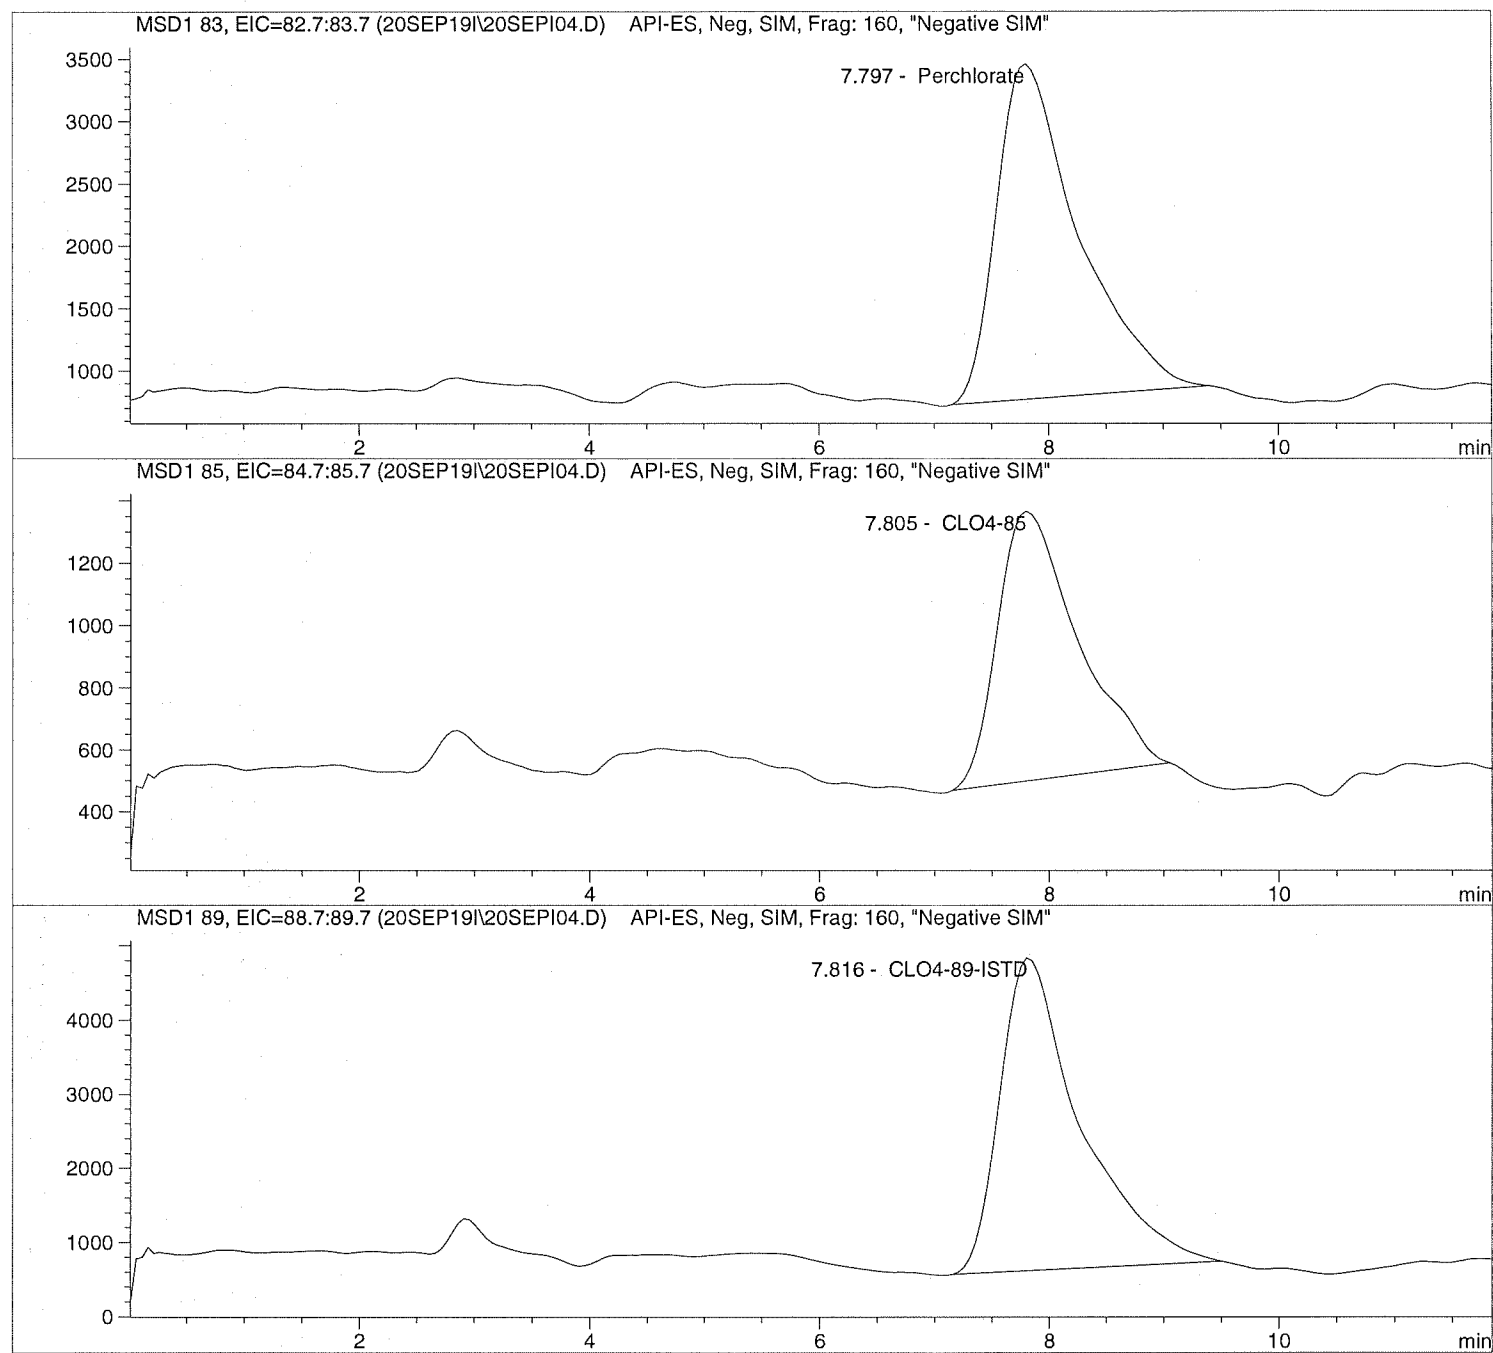 MSD1 83, EIC=82.7:83.7 (20SEP19I\20SEPI04.D) API-ES, Neg, SIM, Frag: 160, "Negative SIM"
3500
7.797 - Perchlorate
3000
2500
2000
1500
1000
2 4 6 8 10 min
MSD1 85, EIC=84.7:85.7 (20SEP19I\20SEPI04.D) API-ES, Neg, SIM, Frag: 160, "Negative SIM"
7.805 - CLO4-85
1200
1000
800
600
400
2 4 6 8 10 min
MSD1 89, EIC=88.7:89.7 (20SEP19I\20SEPI04.D) API-ES, Neg, SIM, Frag: 160, "Negative SIM"
7.816 - CLO4-89-ISTD
4000
3000
2000
1000
0
2 4 6 8 10 min